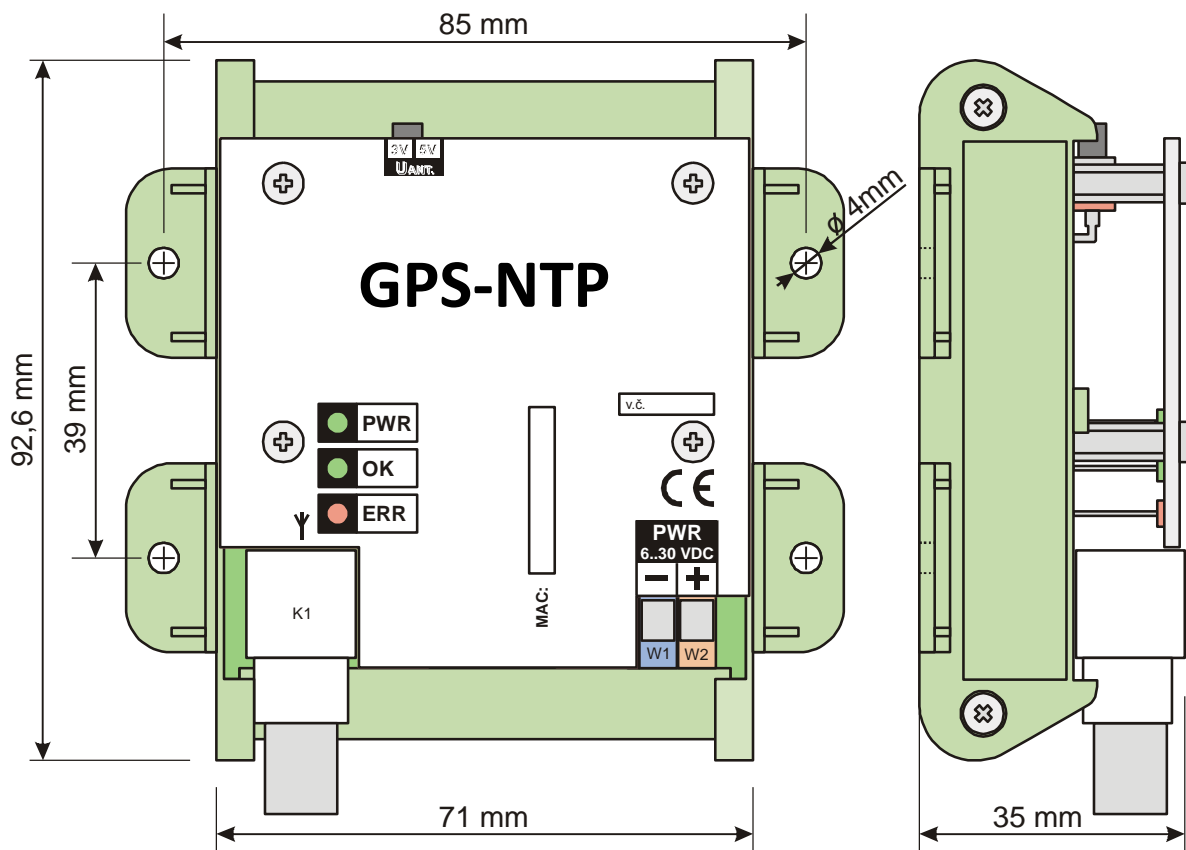 85 mm
3V 5V
UANT.
ϕ 4mm
GPS-NTP
92,6 mm
39 mm
v.č.
PWR
OK
ERR
CE
PWR
6..30 VDC
− +
K1
MAC:
W1 W2
71 mm
35 mm